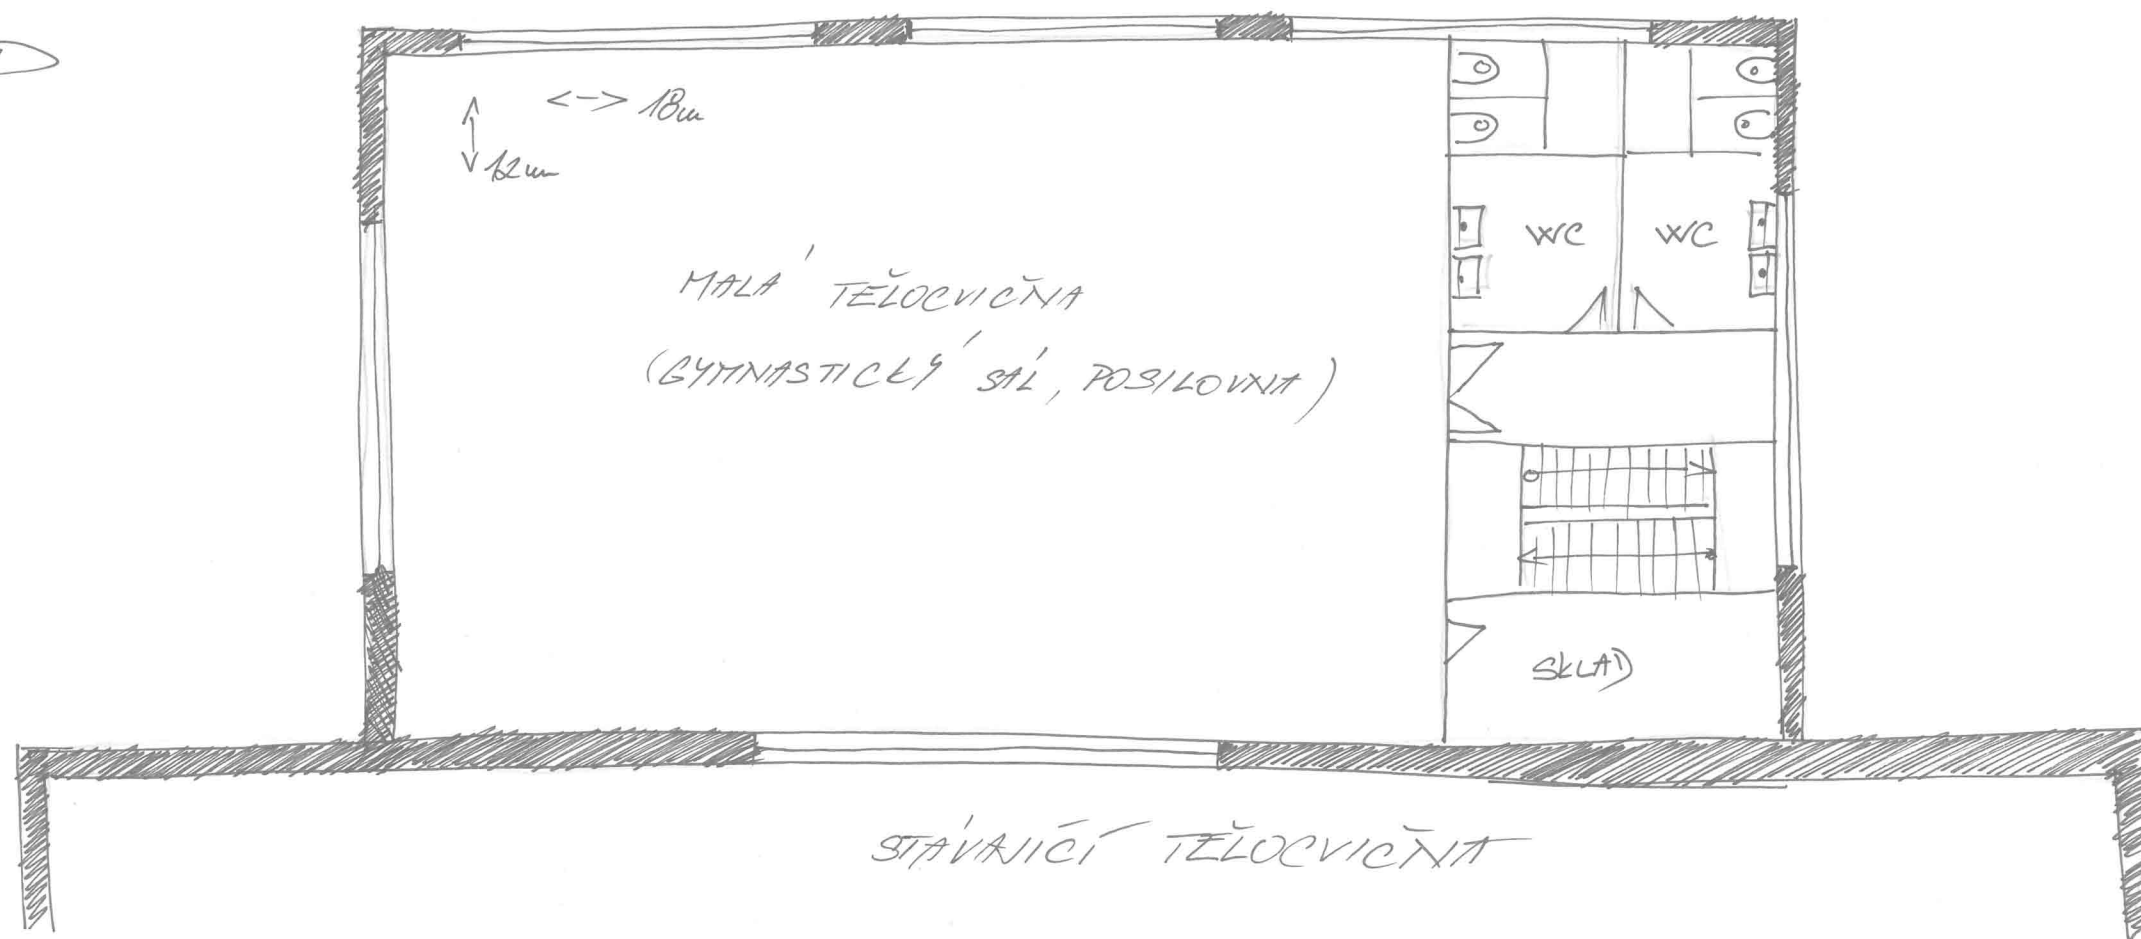 <-> 18m
12m
WC WC
MALÁ TĚLOCVIČNA
(GYMNASTICKÝ SÁL, POSILOVNA)
SKLAD
STÁVAJÍCÍ TĚLOCVIČNA